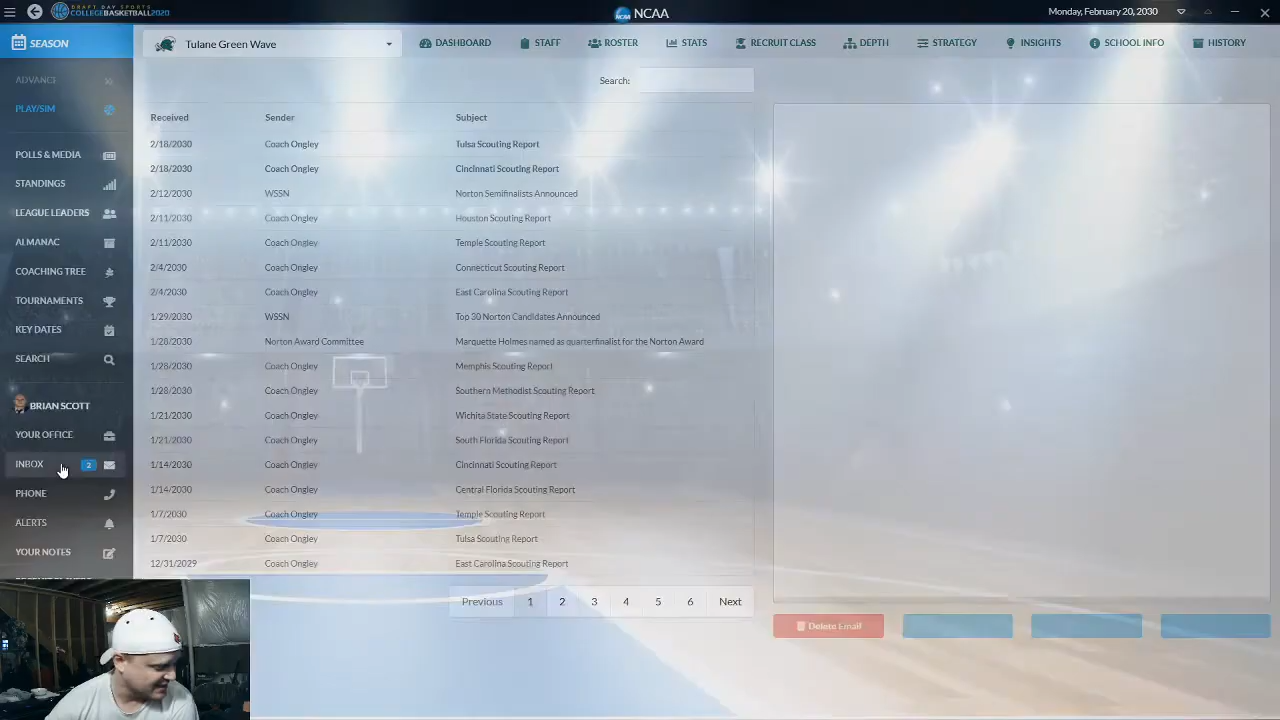 DRAFT DAY SPORTS
COLLEGE BASKETBALL 2020
NCAA
Monday, February 20, 2030
SEASON
Tulane Green Wave
DASHBOARD
STAFF
ROSTER
STATS
RECRUIT CLASS
DEPTH
STRATEGY
INSIGHTS
SCHOOL INFO
HISTORY
ADVANCE
PLAY/SIM
POLLS & MEDIA
STANDINGS
LEAGUE LEADERS
ALMANAC
COACHING TREE
TOURNAMENTS
KEY DATES
SEARCH
BRIAN SCOTT
YOUR OFFICE
INBOX 2
PHONE
ALERTS
YOUR NOTES
Search:
Received Sender Subject
2/18/2030 Coach Ongley Tulsa Scouting Report
2/18/2030 Coach Ongley Cincinnati Scouting Report
2/12/2030 WSSN Norton Semifinalists Announced
2/11/2030 Coach Ongley Houston Scouting Report
2/11/2030 Coach Ongley Temple Scouting Report
2/4/2030 Coach Ongley Connecticut Scouting Report
2/4/2030 Coach Ongley East Carolina Scouting Report
1/29/2030 WSSN Top 30 Norton Candidates Announced
1/28/2030 Norton Award Committee Marquette Holmes named as quarterfinalist for the Norton Award
1/28/2030 Coach Ongley Memphis Scouting Report
1/28/2030 Coach Ongley Southern Methodist Scouting Report
1/21/2030 Coach Ongley Wichita State Scouting Report
1/21/2030 Coach Ongley South Florida Scouting Report
1/14/2030 Coach Ongley Cincinnati Scouting Report
1/14/2030 Coach Ongley Central Florida Scouting Report
1/7/2030 Coach Ongley Temple Scouting Report
1/7/2030 Coach Ongley Tulsa Scouting Report
12/31/2029 Coach Ongley East Carolina Scouting Report
Previous 1 2 3 4 5 6 Next
Delete Email